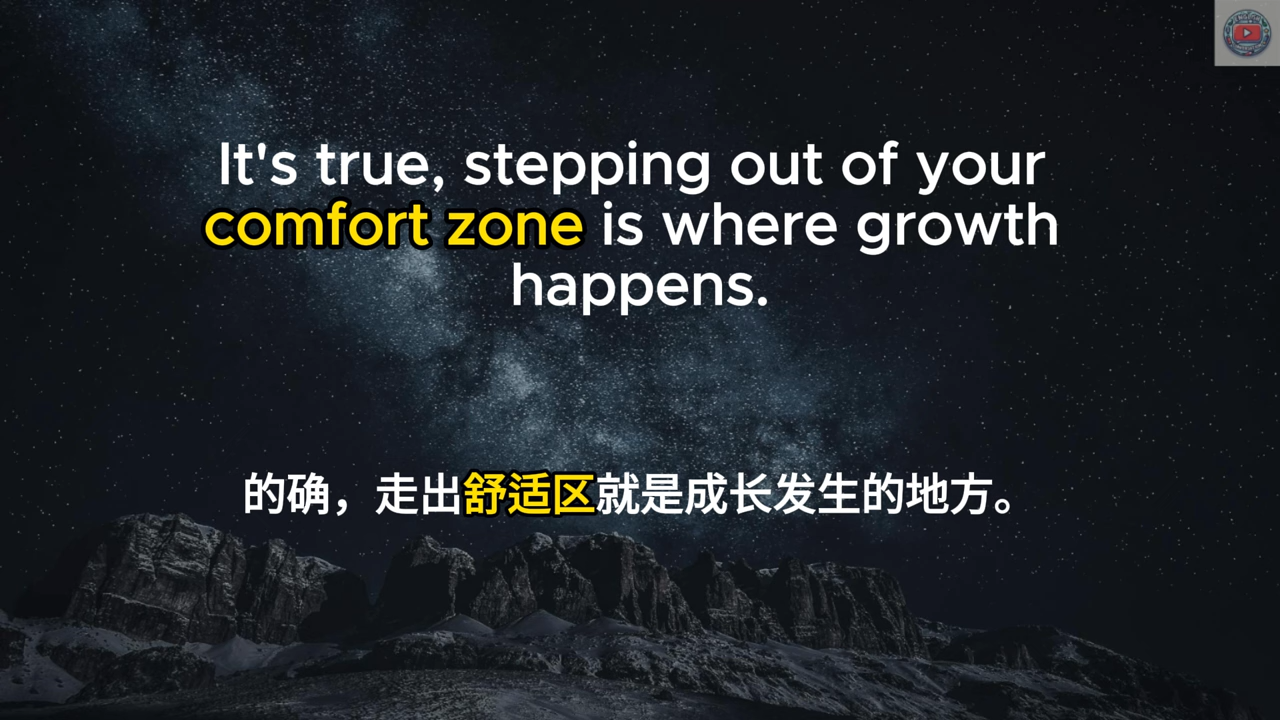 It's true, stepping out of your
comfort zone is where growth
happens.
的确，走出舒适区就是成长发生的地方。